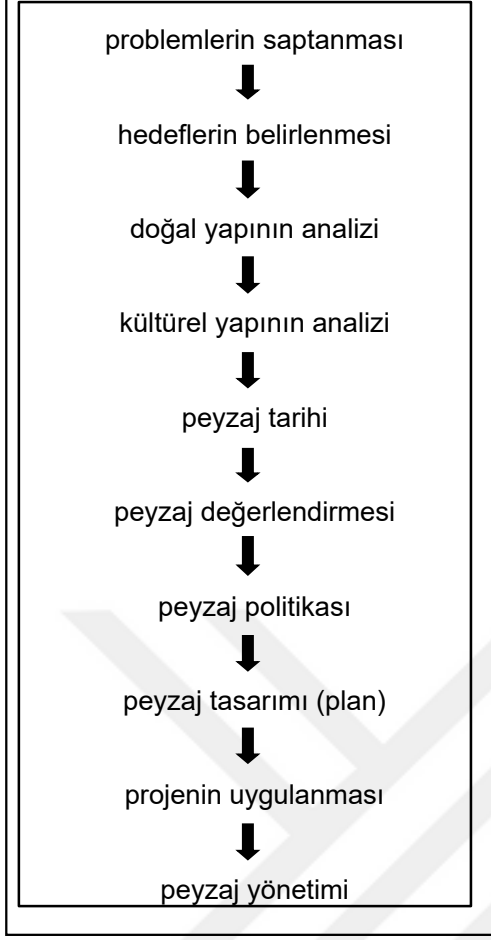 problemlerin saptanması
hedeflerin belirlenmesi
doğal yapının analizi
kültürel yapının analizi
peyzaj tarihi
peyzaj değerlendirmesi
peyzaj politikası
peyzaj tasarımı (plan)
projenin uygulanması
peyzaj yönetimi